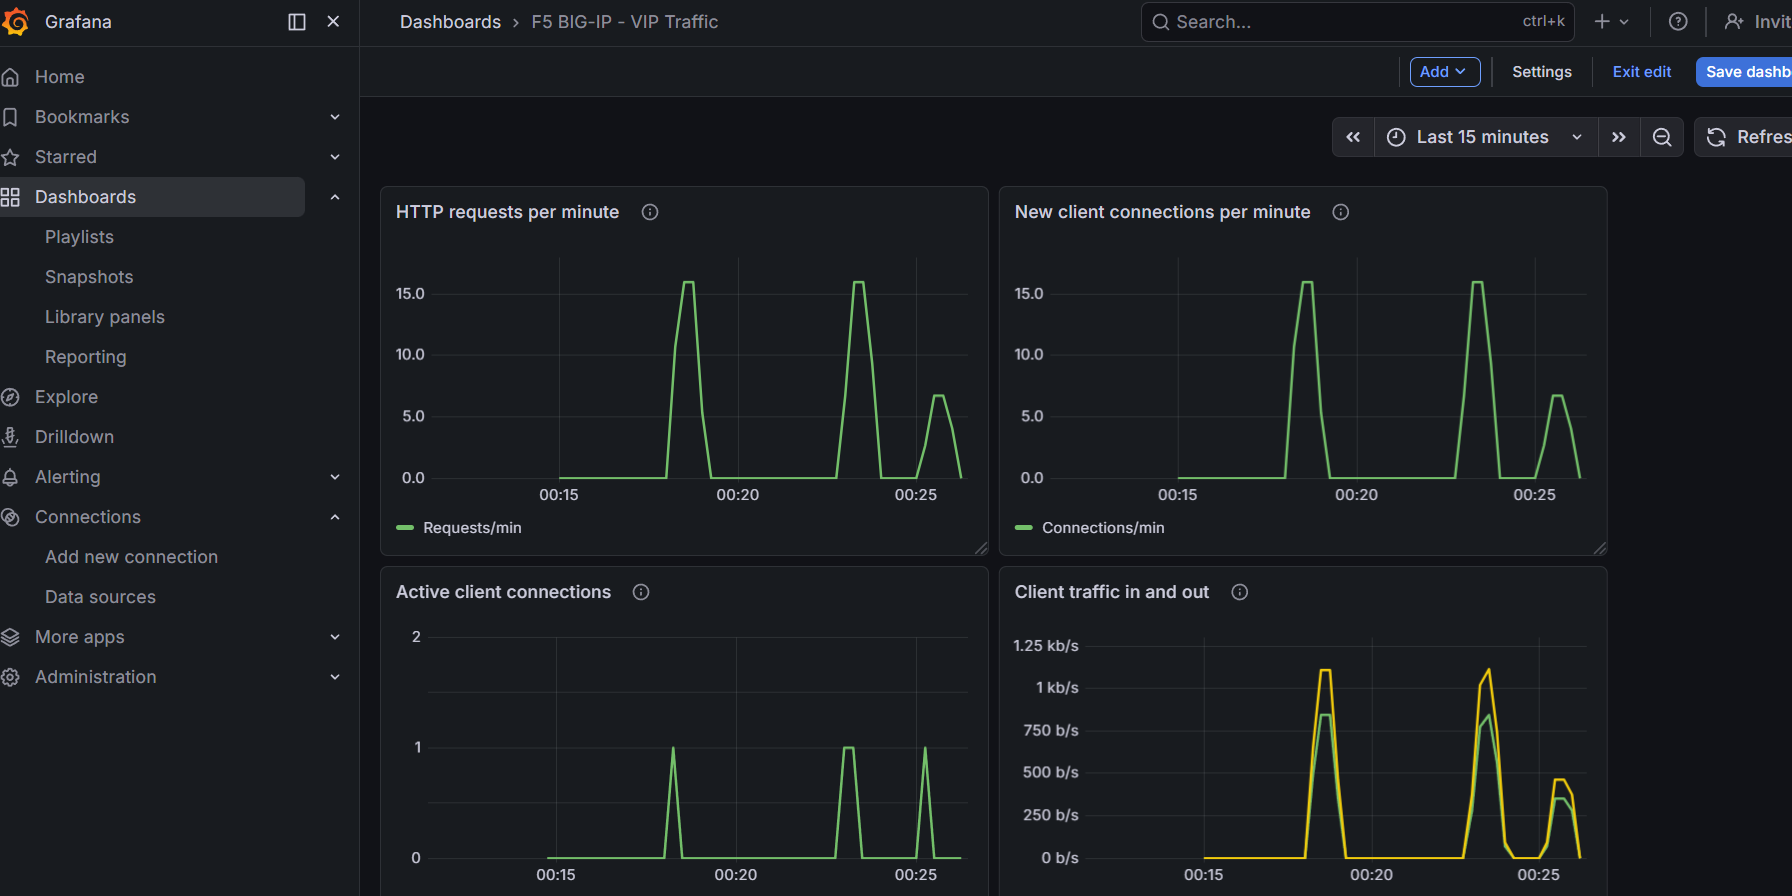 Grafana
Dashboards › F5 BIG-IP - VIP Traffic
Search... ctrl+k
Add
Settings
Exit edit
Last 15 minutes
Home
Bookmarks
Starred
Dashboards
Playlists
Snapshots
Library panels
Reporting
Explore
Drilldown
Alerting
Connections
Add new connection
Data sources
More apps
Administration
HTTP requests per minute
15.0
10.0
5.0
0.0
00:15 00:20 00:25
Requests/min
New client connections per minute
15.0
10.0
5.0
0.0
00:15 00:20 00:25
Connections/min
Active client connections
2
1
0
00:15 00:20 00:25
Client traffic in and out
1.25 kb/s
1 kb/s
750 b/s
500 b/s
250 b/s
0 b/s
00:15 00:20 00:25